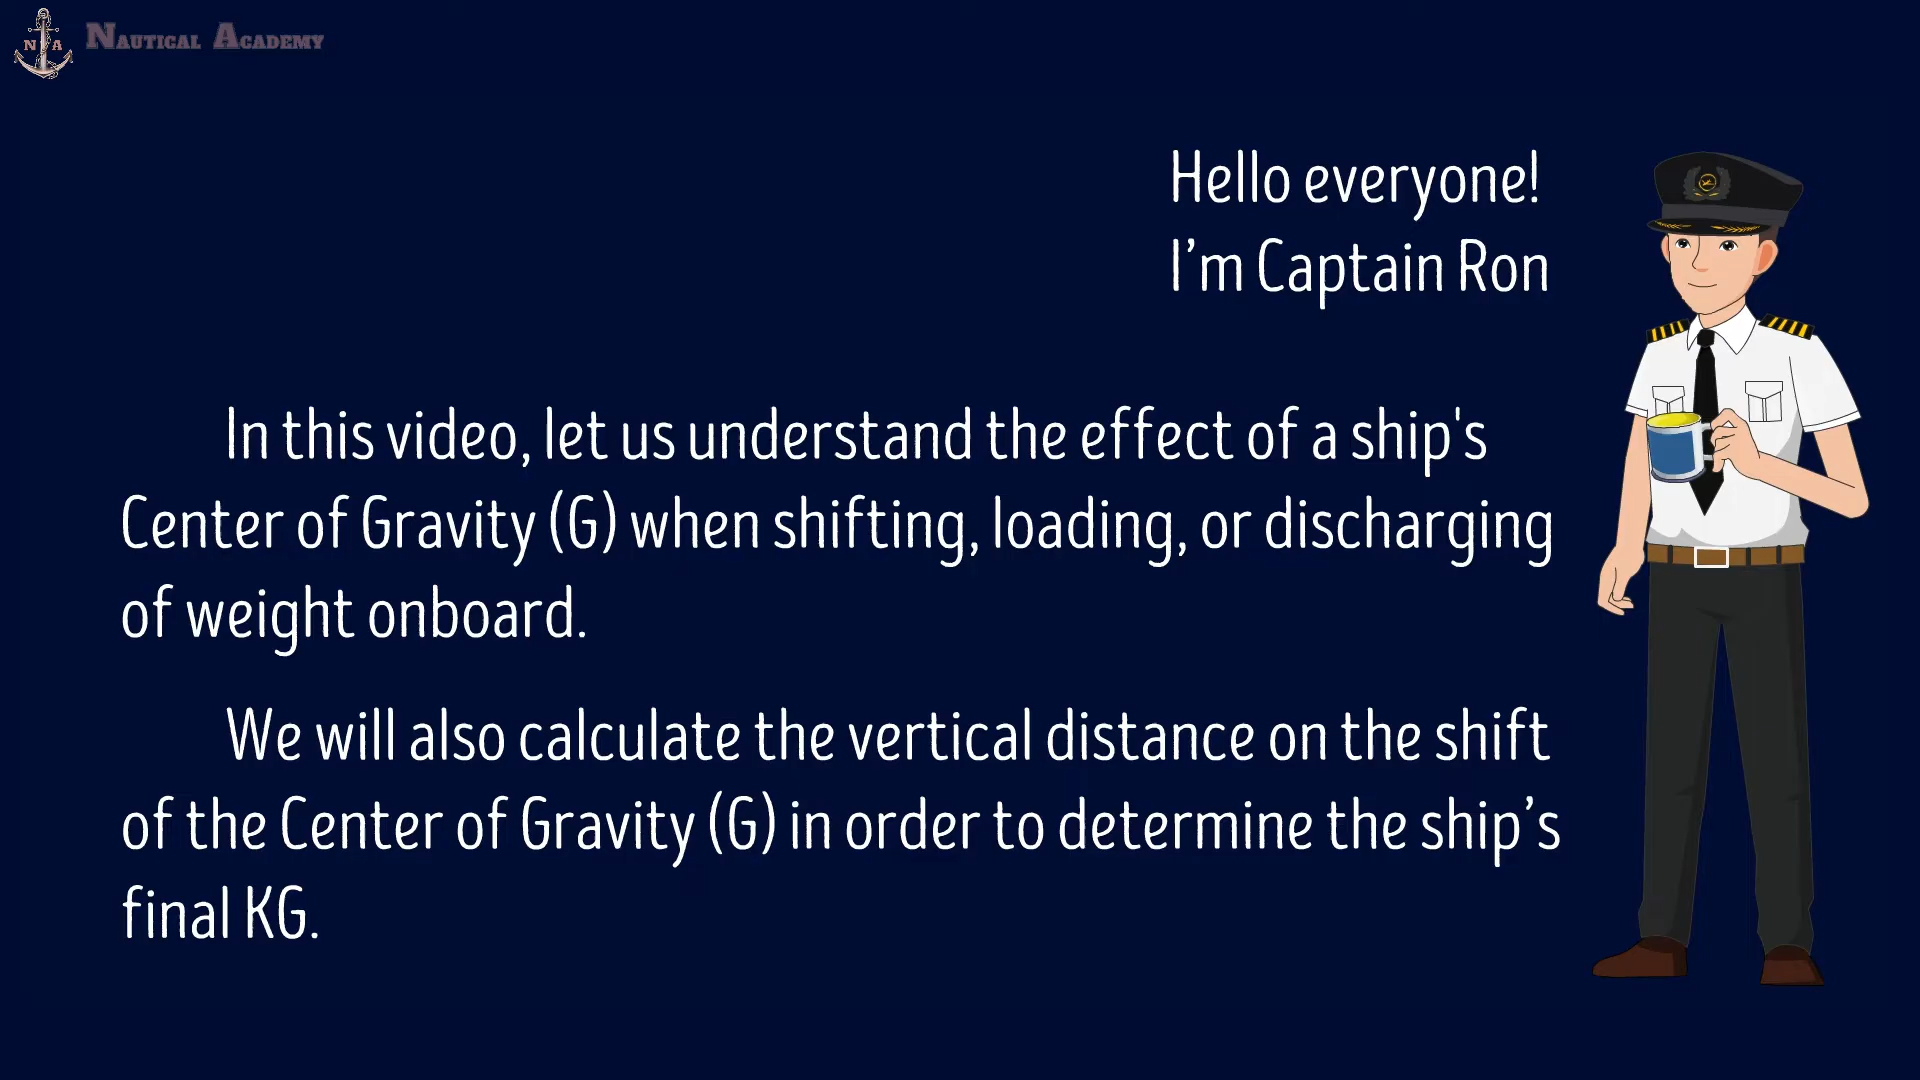 N A Nautical Academy
Hello everyone!
I’m Captain Ron
In this video, let us understand the effect of a ship's
Center of Gravity (G) when shifting, loading, or discharging
of weight onboard.
We will also calculate the vertical distance on the shift
of the Center of Gravity (G) in order to determine the ship’s
final KG.